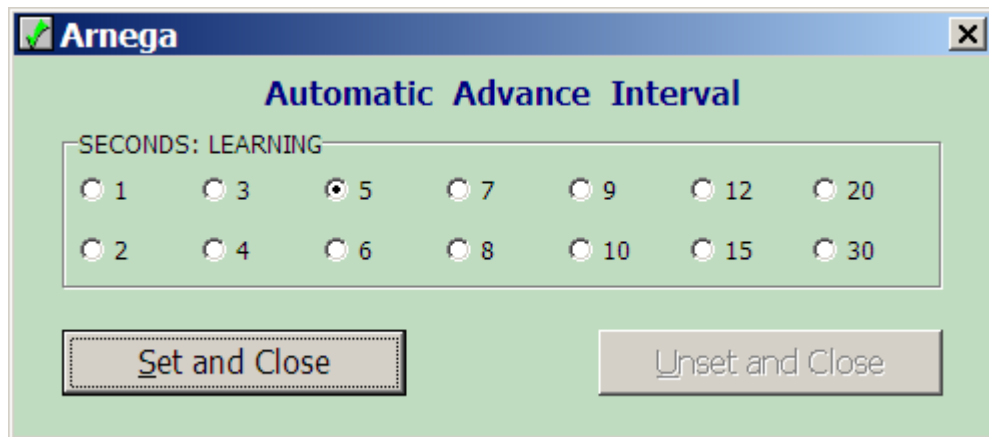 Arnega
Automatic Advance Interval
SECONDS: LEARNING
1 3 5 7 9 12 20
2 4 6 8 10 15 30
Set and Close Unset and Close